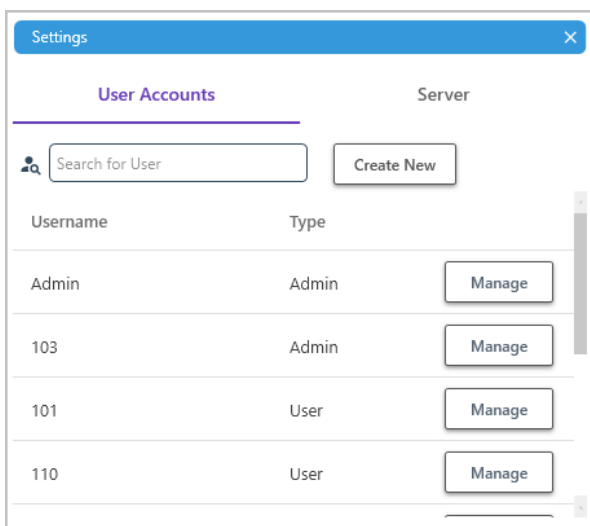 Settings
User Accounts Server
Search for User Create New
Username Type
Admin Admin Manage
103 Admin Manage
101 User Manage
110 User Manage